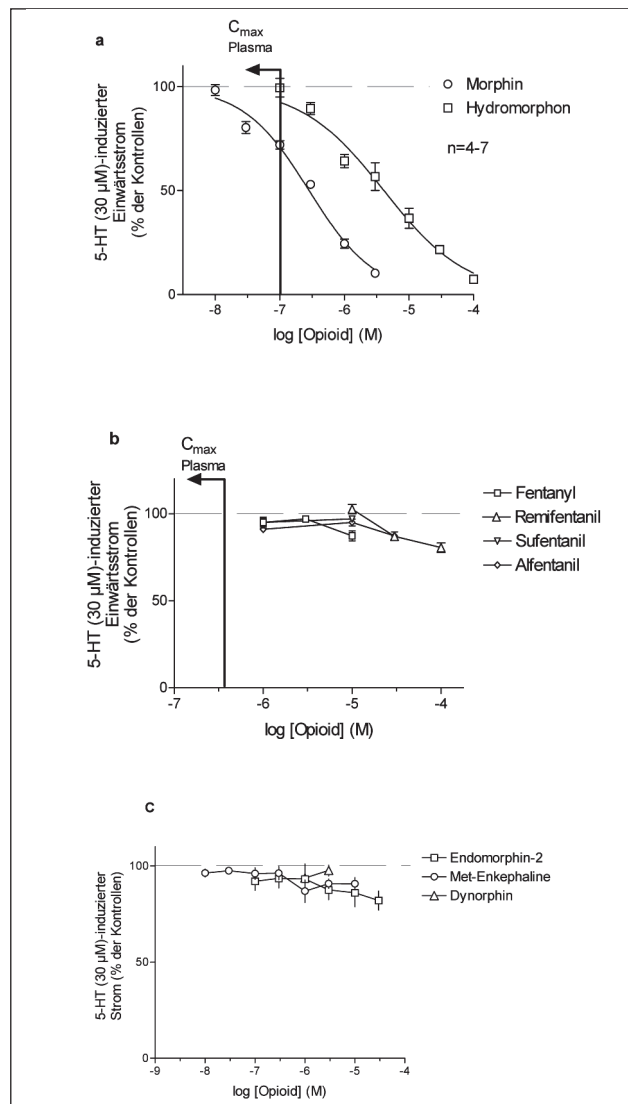 a
C max
Plasma
5-HT (30 µM)-induzierter
Einwärtsstrom
(% der Kontrollen)
100
50
0
Morphin
Hydromorphon
n=4-7
-8
-7
-6
-5
-4
log [Opioid] (M)
b
C max
Plasma
5-HT (30 µM)-induzierter
Einwärtsstrom
(% der Kontrollen)
100
50
0
Fentanyl
Remifentanil
Sufentanil
Alfentanil
-7
-6
-5
-4
log [Opioid] (M)
c
5-HT (30 µM)-induzierter
Strom (% der Kontrollen)
100
50
0
Endomorphin-2
Met-Enkephaline
Dynorphin
-9
-8
-7
-6
-5
-4
log [Opioid] (M)